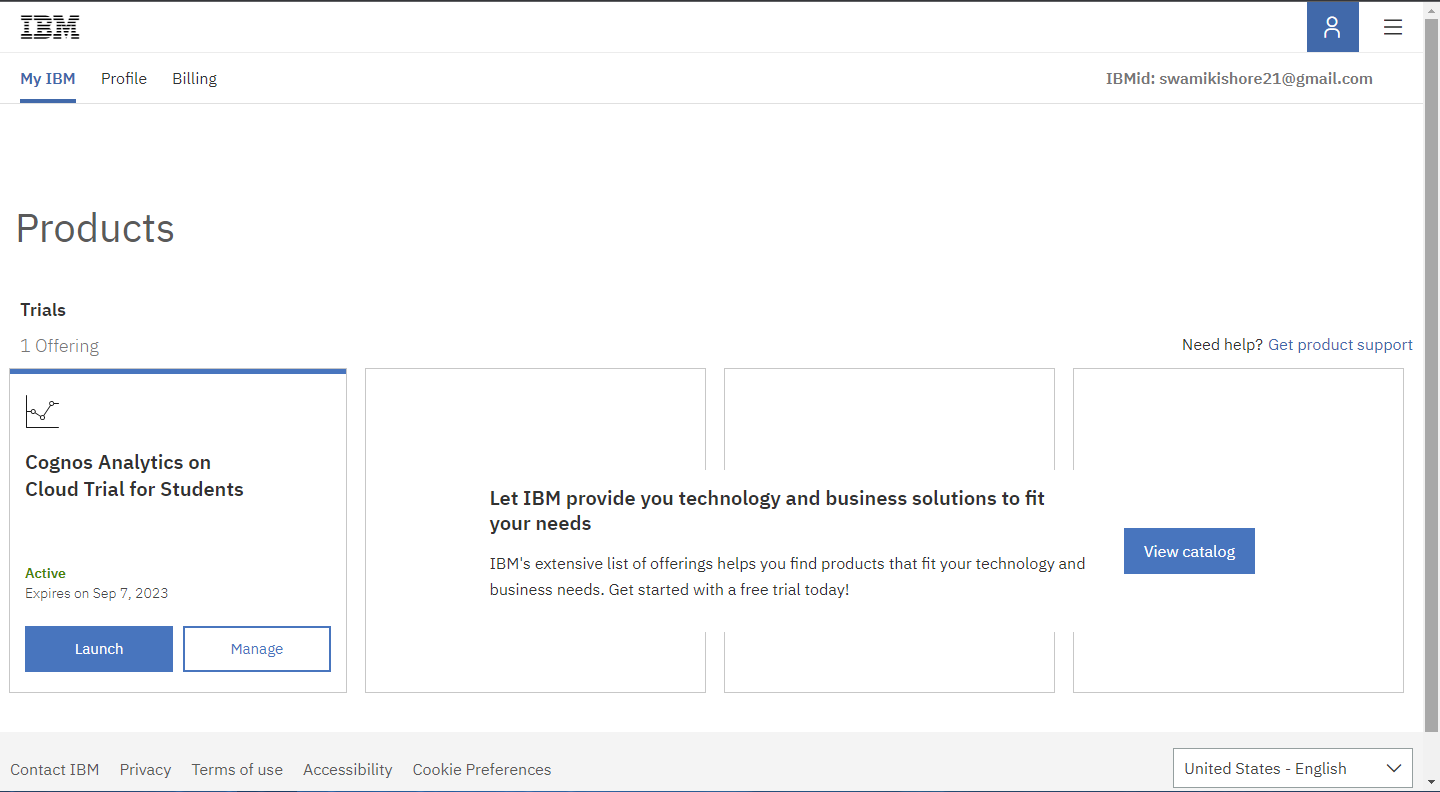 IBM
My IBM Profile Billing
IBMid: swamikishore21@gmail.com
Products
Trials
1 Offering
Need help? Get product support
Cognos Analytics on
Cloud Trial for Students
Active
Expires on Sep 7, 2023
Launch Manage
Let IBM provide you technology and business solutions to fit
your needs
IBM's extensive list of offerings helps you find products that fit your technology and
business needs. Get started with a free trial today!
View catalog
Contact IBM Privacy Terms of use Accessibility Cookie Preferences
United States - English